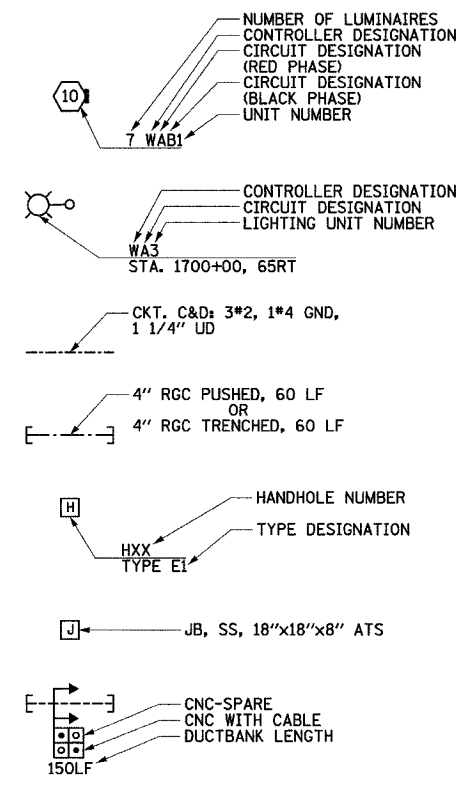 NUMBER OF LUMINAIRES
CONTROLLER DESIGNATION
CIRCUIT DESIGNATION
(RED PHASE)
CIRCUIT DESIGNATION
(BLACK PHASE)
UNIT NUMBER
10
7 WAB1
CONTROLLER DESIGNATION
CIRCUIT DESIGNATION
LIGHTING UNIT NUMBER
WA3
STA. 1700+00, 65RT
CKT. C&D: 3#2, 1#4 GND,
1 1/4" UD
4" RGC PUSHED, 60 LF
OR
4" RGC TRENCHED, 60 LF
H
HANDHOLE NUMBER
TYPE DESIGNATION
HXX
TYPE E1
J
JB, SS, 18"x18"x8" ATS
CNC-SPARE
CNC WITH CABLE
DUCTBANK LENGTH
150LF